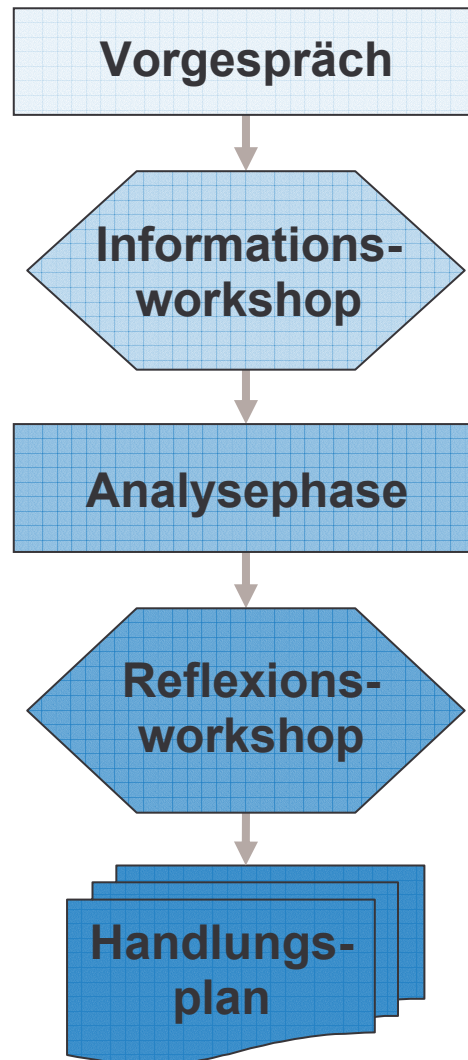 Vorgespräch
Informations-
workshop
Analysephase
Reflexions-
workshop
Handlungs-
plan